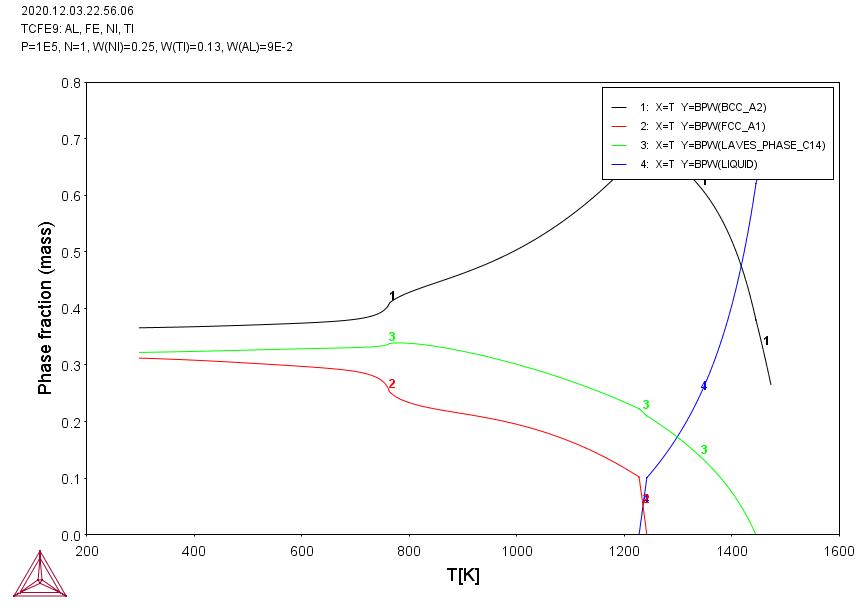 2020.12.03.22.56.06
TCFE9: AL, FE, NI, TI
P=1E5, N=1, W(NI)=0.25, W(TI)=0.13, W(AL)=9E-2
0.8
1: X=T Y=BPW(BCC_A2)
2: X=T Y=BPW(FCC_A1)
3: X=T Y=BPW(LAVES_PHASE_C14)
4: X=T Y=BPW(LIQUID)
0.7
0.6
0.5
0.4
0.3
0.2
0.1
0.0
Phase fraction (mass)
1
1
1
3
2
3
4
3
200 400 600 800 1000 1200 1400 1600
T[K]